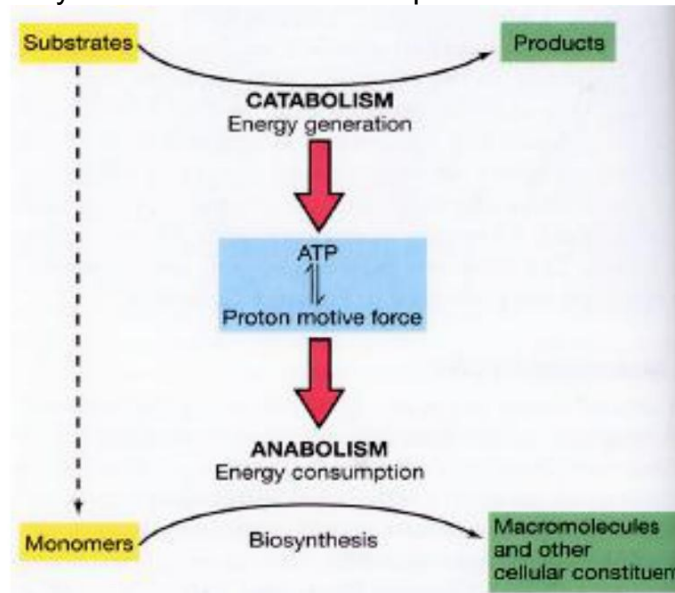 Substrates
Products
CATABOLISM
Energy generation
ATP
Proton motive force
ANABOLISM
Energy consumption
Monomers
Biosynthesis
Macromolecules
and other
cellular constituen